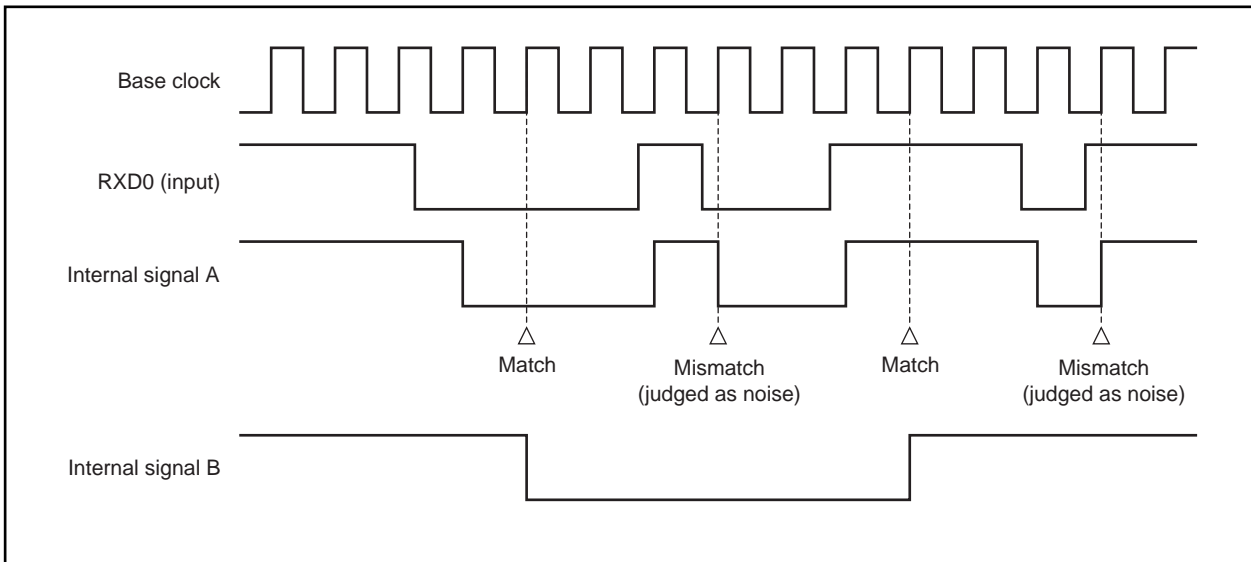 Base clock
RXD0 (input)
Internal signal A
Match
Mismatch
(judged as noise)
Match
Mismatch
(judged as noise)
Internal signal B